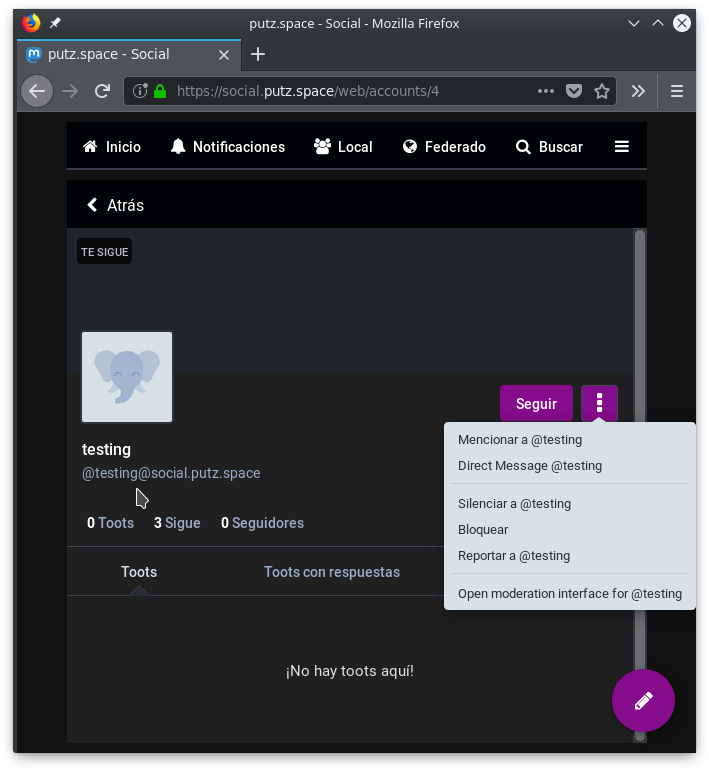 putz.space - Social - Mozilla Firefox
putz.space - Social
https://social.putz.space/web/accounts/4
Inicio Notificaciones Local Federado Buscar
Atrás
TE SIGUE
Seguir
Mencionar a @testing
Direct Message @testing
Silenciar a @testing
Bloquear
Reportar a @testing
Open moderation interface for @testing
testing
@testing@social.putz.space
0 Toots 3 Sigue 0 Seguidores
Toots Toots con respuestas
¡No hay toots aquí!